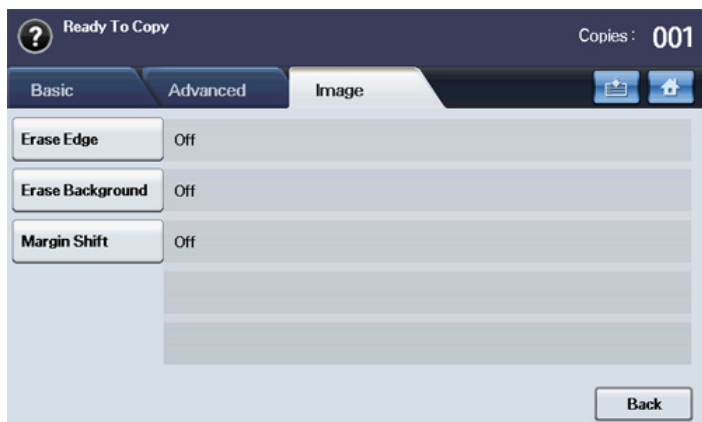 ? Ready To Copy Copies : 001
Basic Advanced Image
Erase Edge Off
Erase Background Off
Margin Shift Off
Back